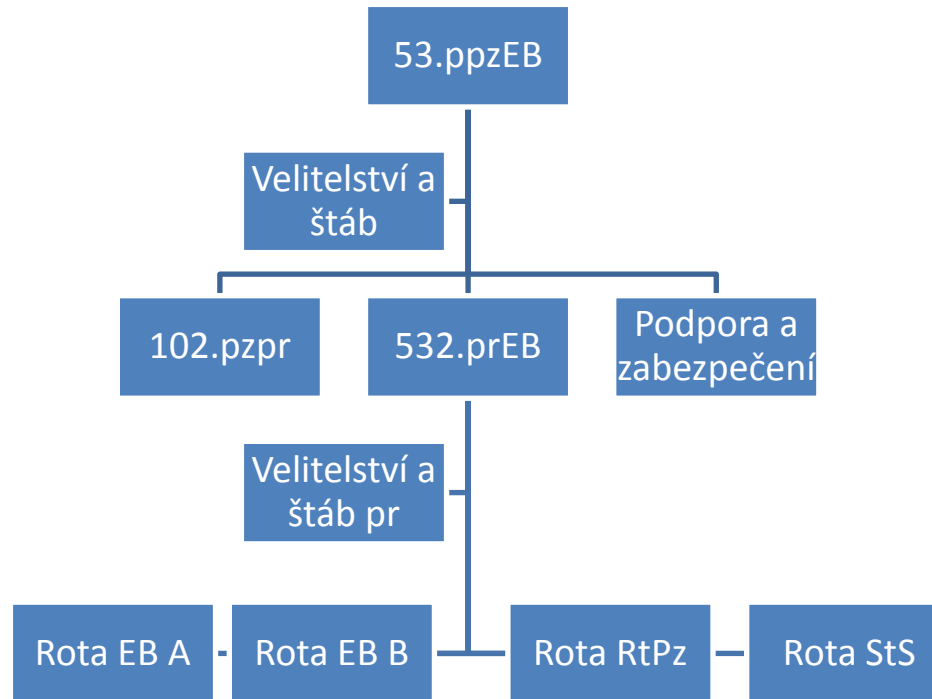 53.ppzEB
Velitelství a
štáb
102.pzpr
532.prEB
Podpora a
zabezpečení
Velitelství a
štáb pr
Rota EB A
Rota EB B
Rota RtPz
Rota StS